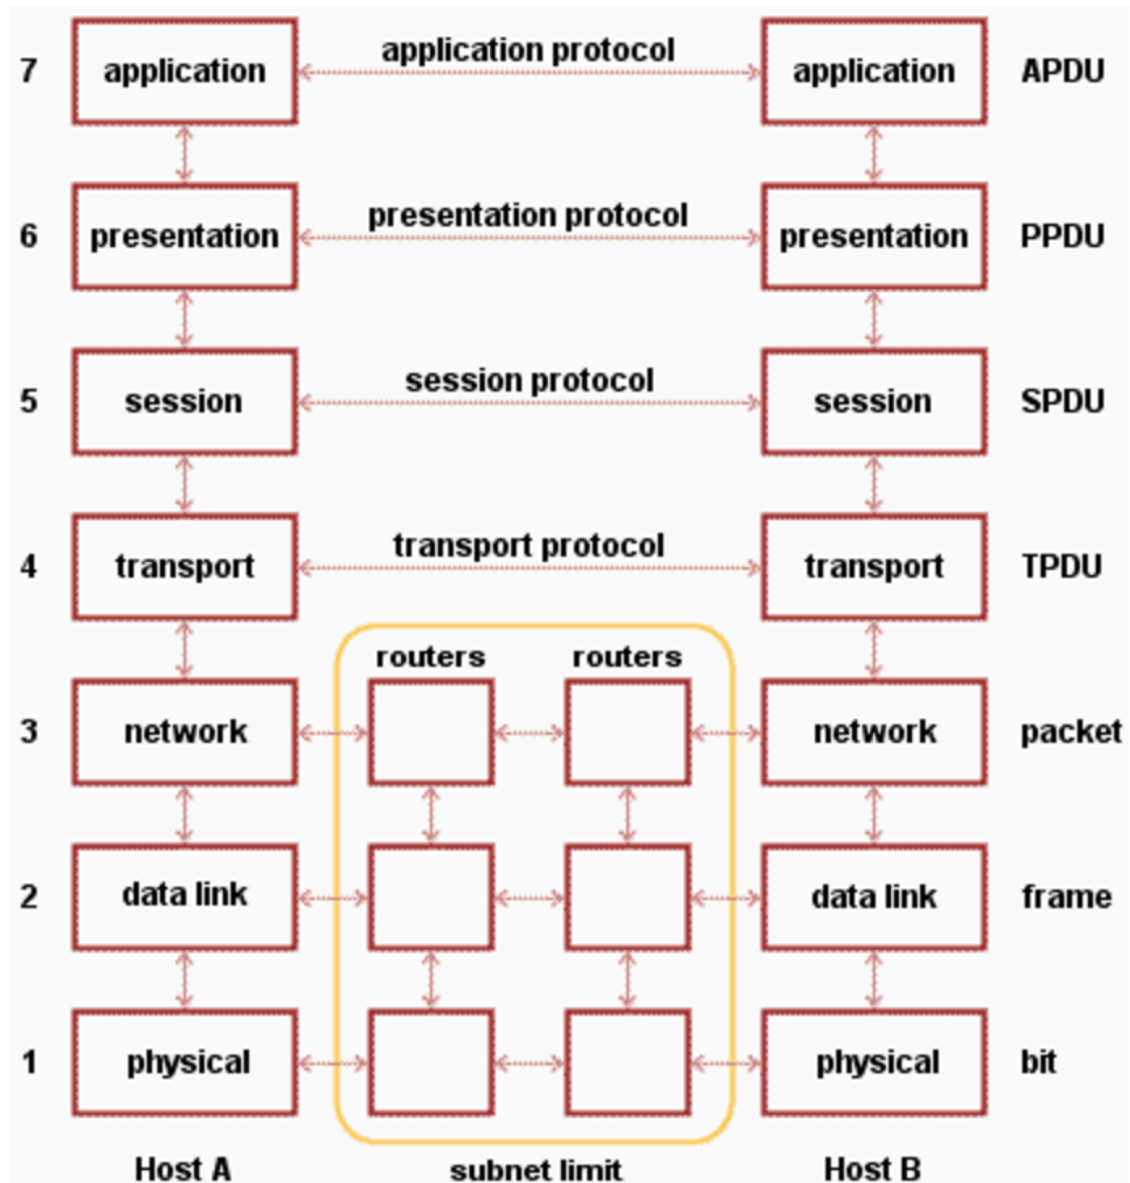 application protocol
7 application application APDU
presentation protocol
6 presentation presentation PPDU
session protocol
5 session session SPDU
transport protocol
4 transport transport TPDU
routers routers
3 network network packet
2 data link data link frame
1 physical physical bit
Host A subnet limit Host B